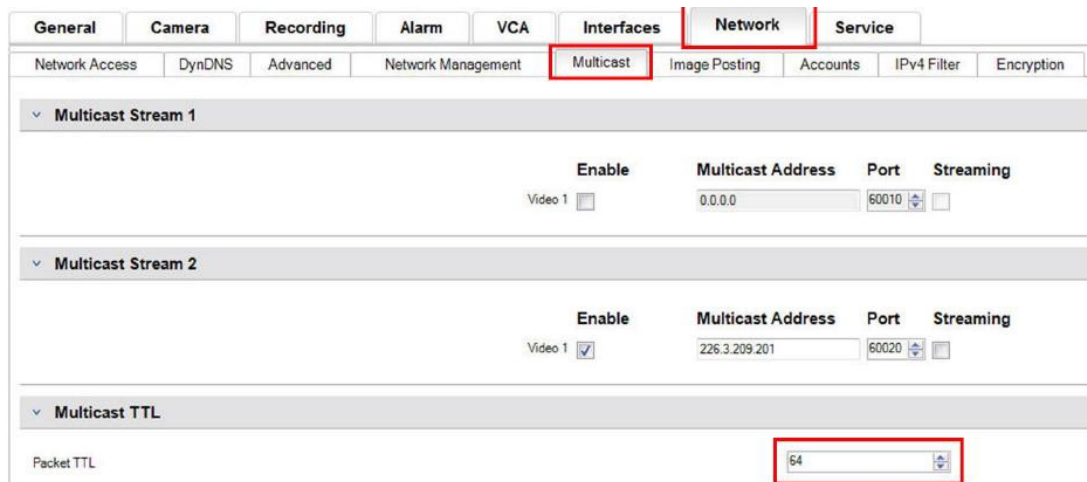 General Camera Recording Alarm VCA Interfaces Network Service
Network Access DynDNS Advanced Network Management Multicast Image Posting Accounts IPv4 Filter Encryption
Multicast Stream 1
Enable Multicast Address Port Streaming
Video 1 0.0.0.0 60010
Multicast Stream 2
Enable Multicast Address Port Streaming
Video 1 226.3.209.201 60020
Multicast TTL
Packet TTL 64